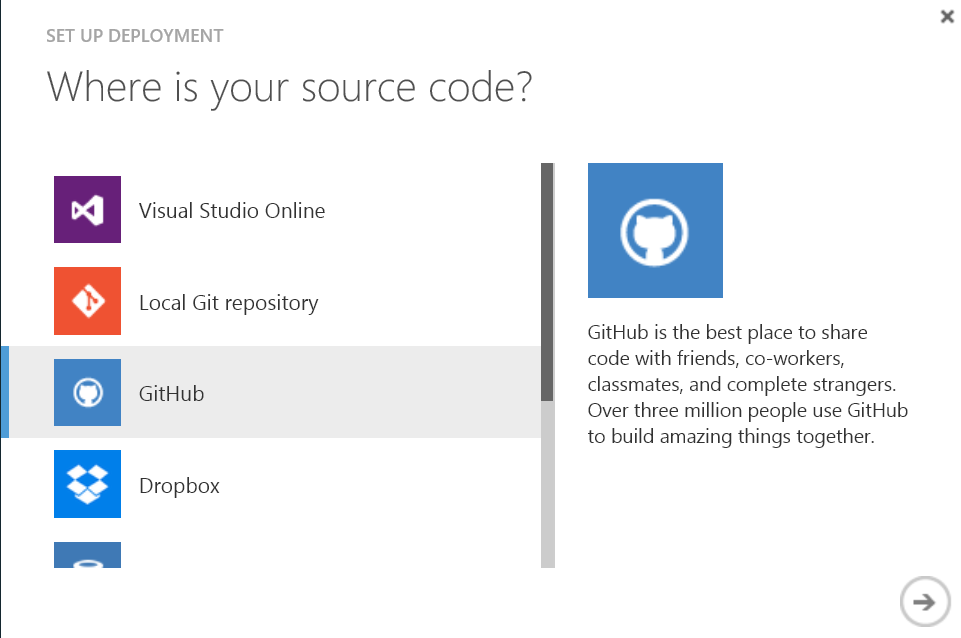 SET UP DEPLOYMENT
Where is your source code?
Visual Studio Online
Local Git repository
GitHub
Dropbox
GitHub is the best place to share
code with friends, co-workers,
classmates, and complete strangers.
Over three million people use GitHub
to build amazing things together.